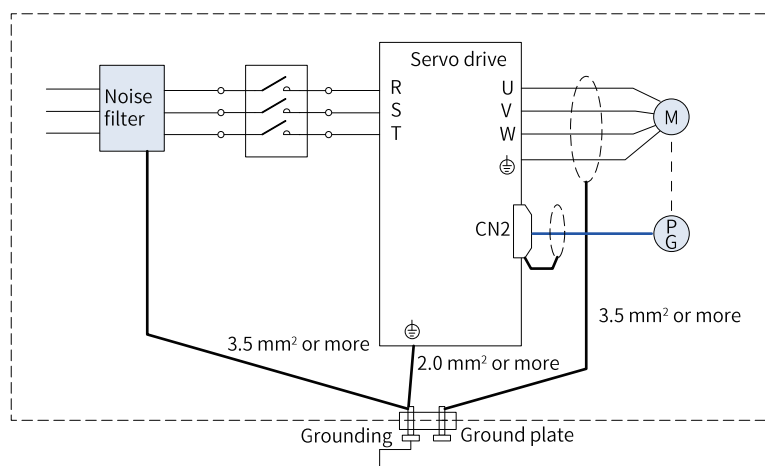 Servo drive
Noise
filter
R
S
T
U
V
W
M
CN2
P
G
3.5 mm² or more
3.5 mm² or more
2.0 mm² or more
Grounding
Ground plate